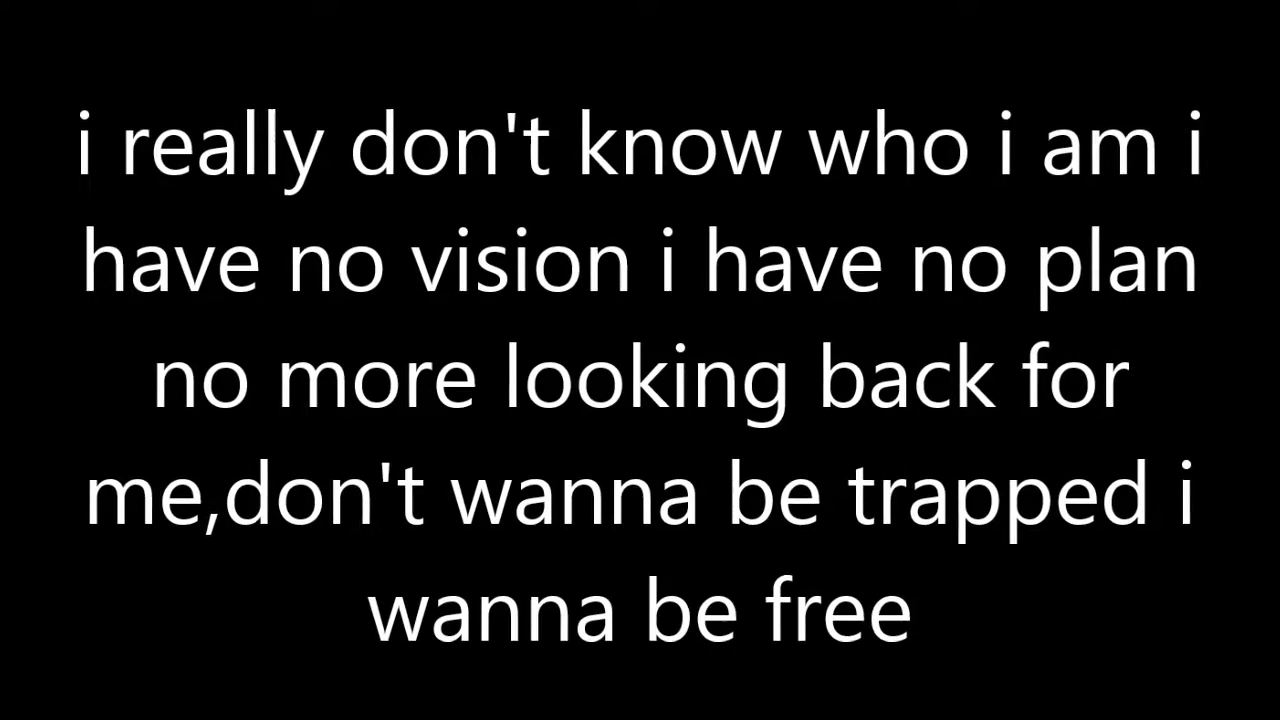 i really don't know who i am i
have no vision i have no plan
no more looking back for
me,don't wanna be trapped i
wanna be free